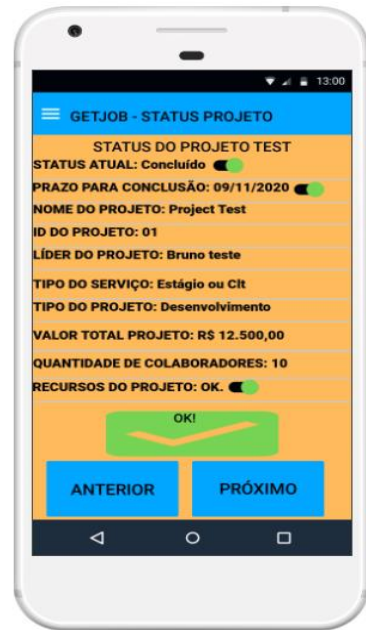 13:00
GETJOB - STATUS PROJETO
STATUS DO PROJETO TEST
STATUS ATUAL: Concluído
PRAZO PARA CONCLUSÃO: 09/11/2020
NOME DO PROJETO: Project Test
ID DO PROJETO: 01
LÍDER DO PROJETO: Bruno teste
TIPO DO SERVIÇO: Estágio ou Clt
TIPO DO PROJETO: Desenvolvimento
VALOR TOTAL PROJETO: R$ 12.500,00
QUANTIDADE DE COLABORADORES: 10
RECURSOS DO PROJETO: OK.
OK!
ANTERIOR PRÓXIMO